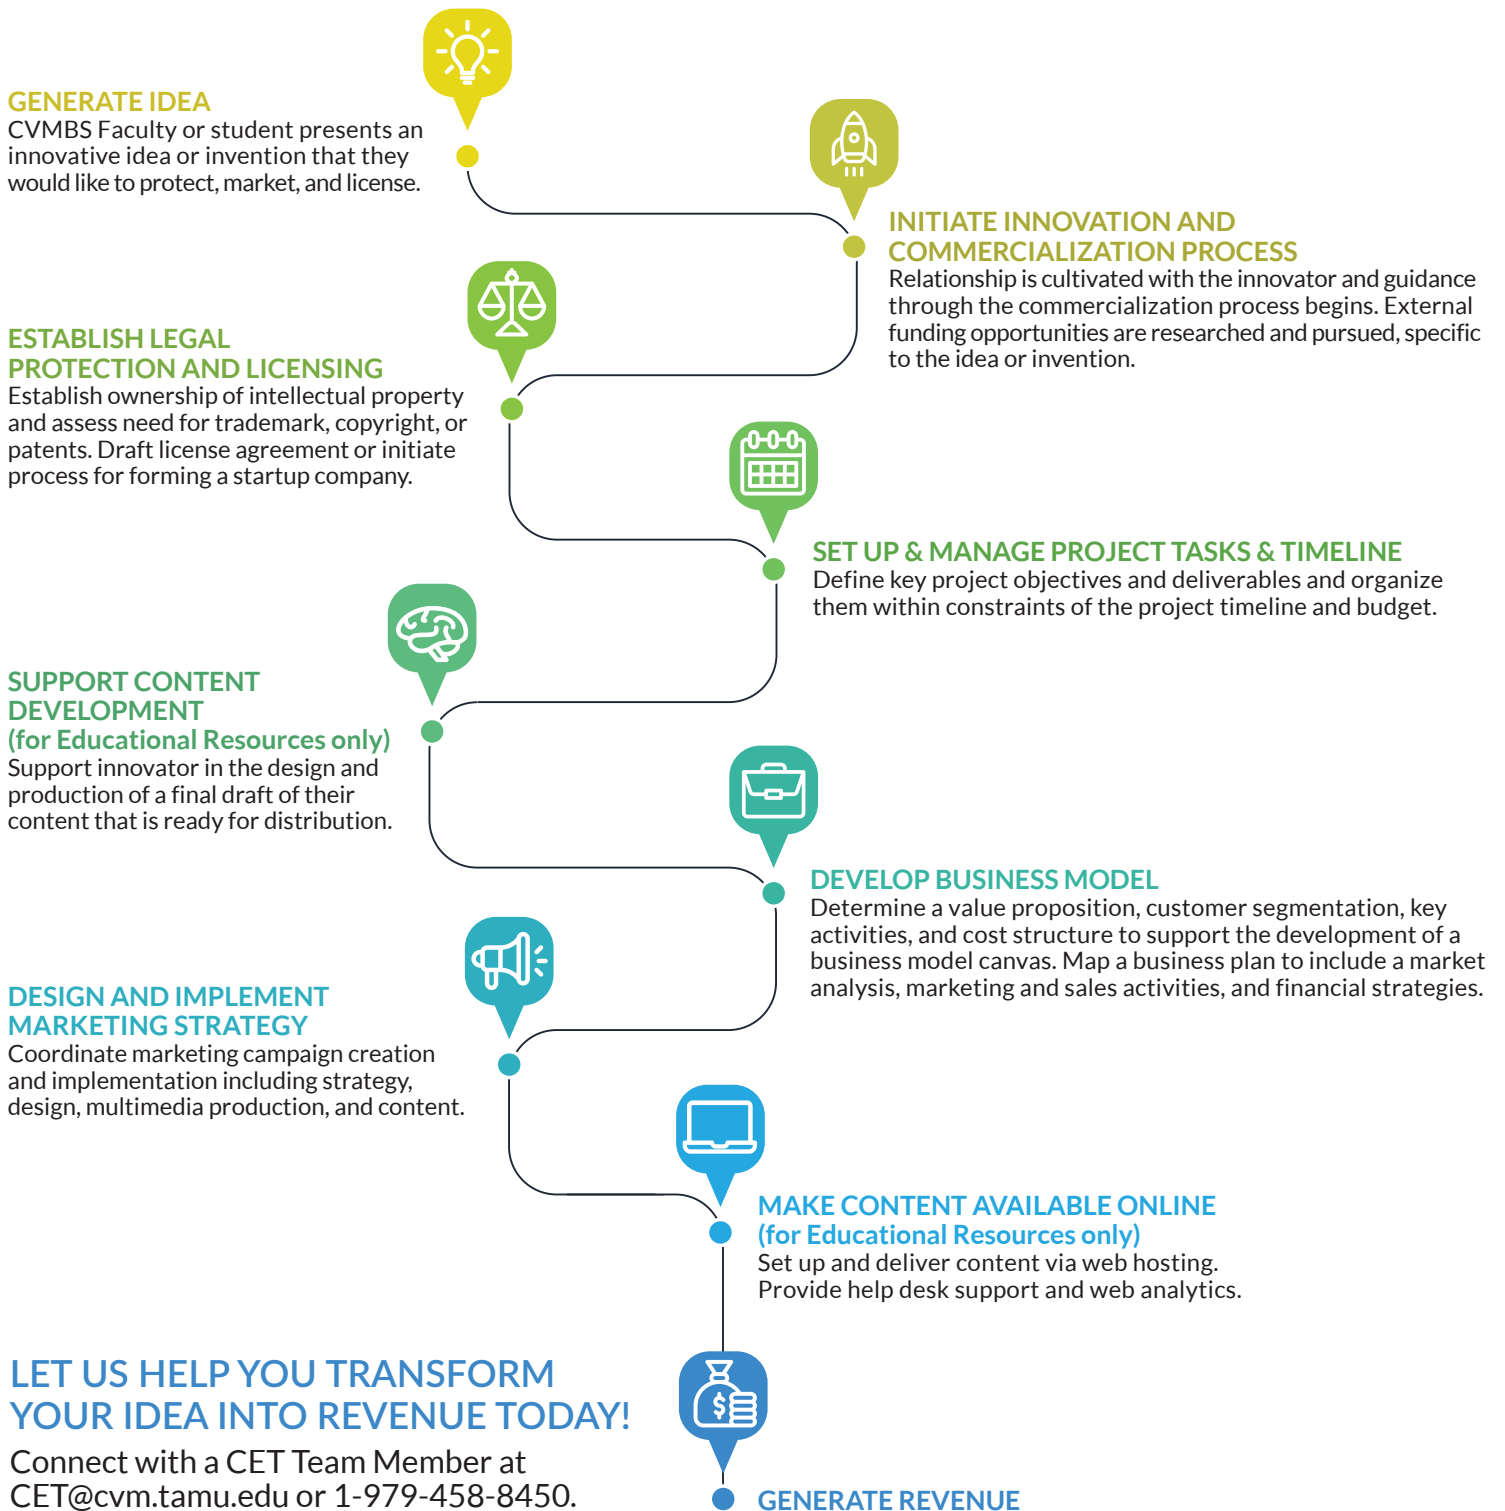 GENERATE IDEA
CVMBS Faculty or student presents an
innovative idea or invention that they
would like to protect, market, and license.
INITIATE INNOVATION AND
COMMERCIALIZATION PROCESS
Relationship is cultivated with the innovator and guidance
through the commercialization process begins. External
funding opportunities are researched and pursued, specific
to the idea or invention.
ESTABLISH LEGAL
PROTECTION AND LICENSING
Establish ownership of intellectual property
and assess need for trademark, copyright, or
patents. Draft license agreement or initiate
process for forming a startup company.
SET UP & MANAGE PROJECT TASKS & TIMELINE
Define key project objectives and deliverables and organize
them within constraints of the project timeline and budget.
SUPPORT CONTENT
DEVELOPMENT
(for Educational Resources only)
Support innovator in the design and
production of a final draft of their
content that is ready for distribution.
DEVELOP BUSINESS MODEL
Determine a value proposition, customer segmentation, key
activities, and cost structure to support the development of a
business model canvas. Map a business plan to include a market
analysis, marketing and sales activities, and financial strategies.
DESIGN AND IMPLEMENT
MARKETING STRATEGY
Coordinate marketing campaign creation
and implementation including strategy,
design, multimedia production, and content.
MAKE CONTENT AVAILABLE ONLINE
(for Educational Resources only)
Set up and deliver content via web hosting.
Provide help desk support and web analytics.
$
GENERATE REVENUE
LET US HELP YOU TRANSFORM
YOUR IDEA INTO REVENUE TODAY!
Connect with a CET Team Member at
CET@cvm.tamu.edu or 1-979-458-8450.